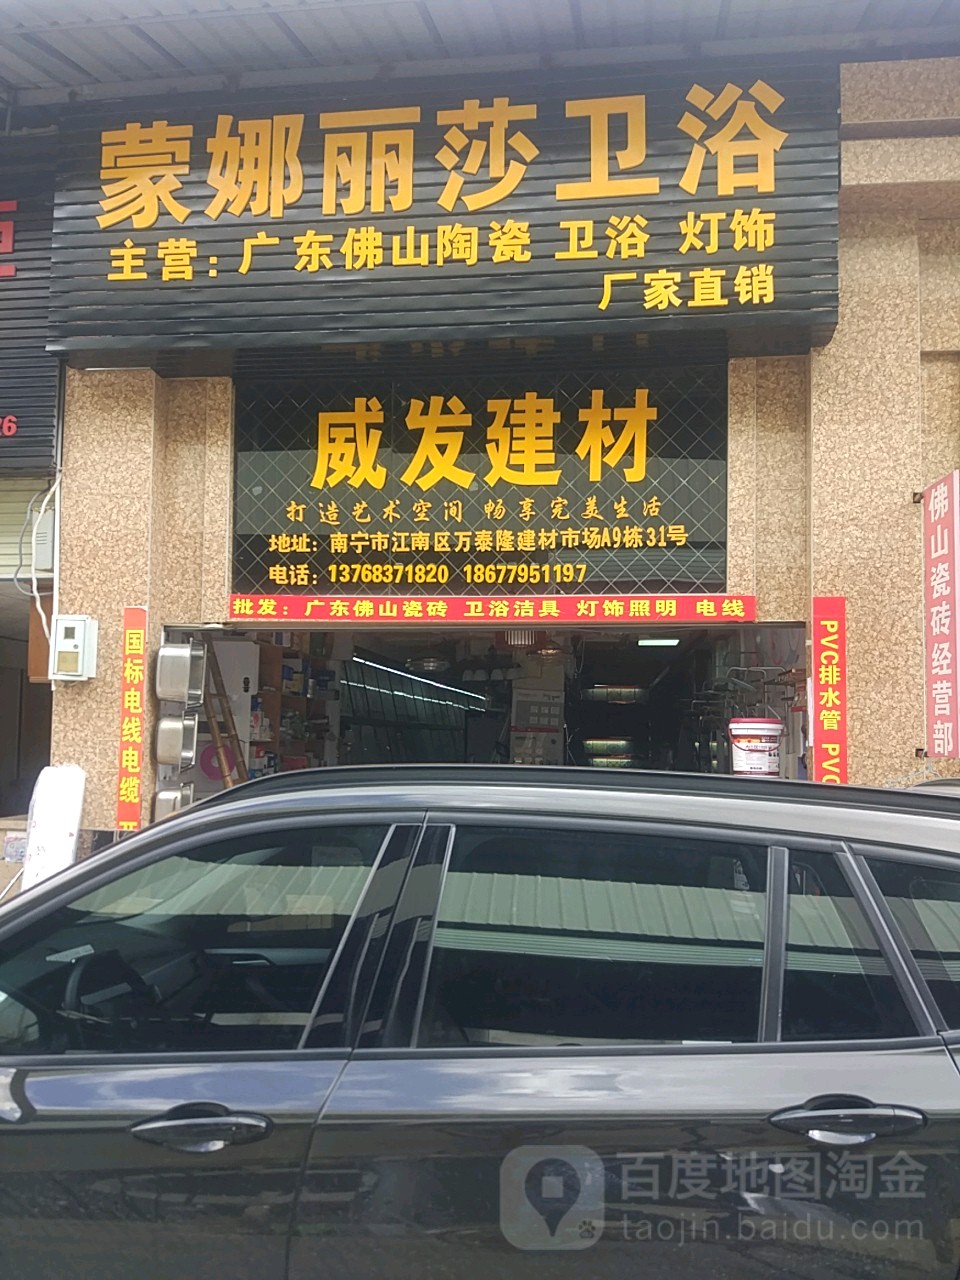 蒙娜丽莎卫浴
主营：广东佛山陶瓷 卫浴 灯饰
厂家直销
威发建材
打造艺术空间 畅享完美生活
地址：南宁市江南区万泰隆建材市场A9栋31号
电话：13768371820 18677951197
批发：广东佛山瓷砖 卫浴洁具 灯饰照明 电线
国标电线电缆
PVC排水管 PVC
佛山瓷砖经营部
26
百度地图淘金
taojin.baidu.com